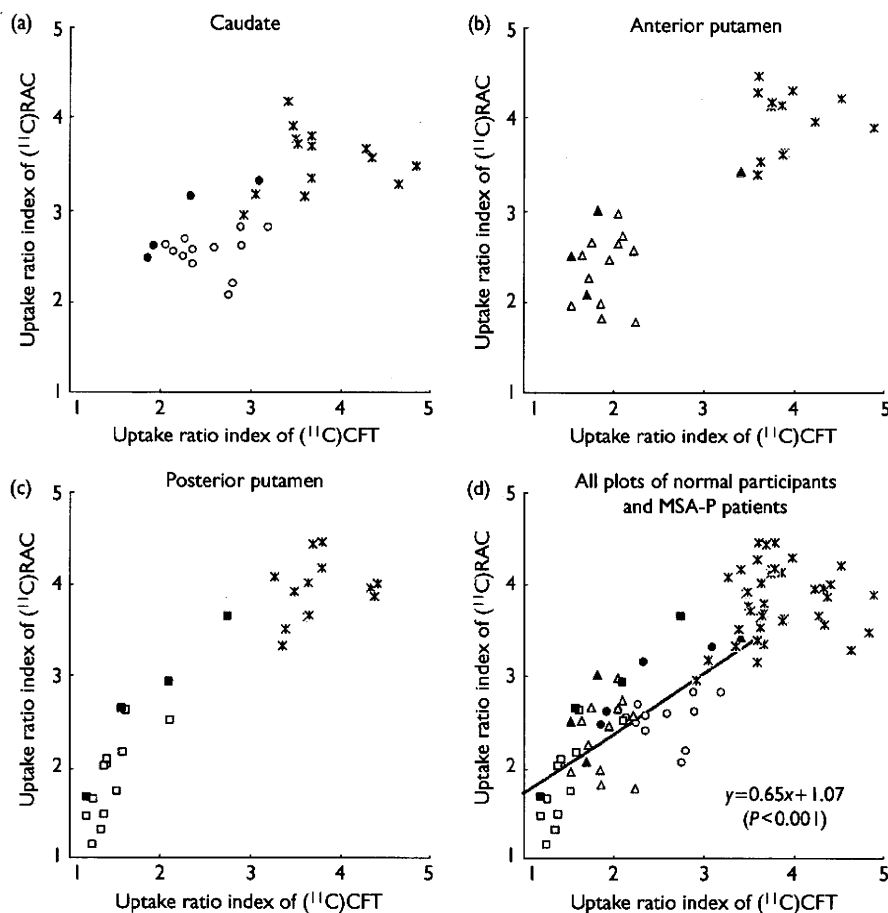 (a)
Caudate
Uptake ratio index of (¹¹C)RAC
5
4
3
2
1
2
3
4
5
Uptake ratio index of (¹¹C)CFT
(b)
Anterior putamen
Uptake ratio index of (¹¹C)RAC
5
4
3
2
1
1
2
3
4
5
Uptake ratio index of (¹¹C)CFT
(c)
Posterior putamen
Uptake ratio index of (¹¹C)RAC
5
4
3
2
1
1
2
3
4
5
Uptake ratio index of (¹¹C)CFT
(d)
All plots of normal participants
and MSA-P patients
Uptake ratio index of (¹¹C)RAC
5
4
3
2
1
1
2
3
4
5
y=0.65x+1.07
(P<0.001)
Uptake ratio index of (¹¹C)CFT